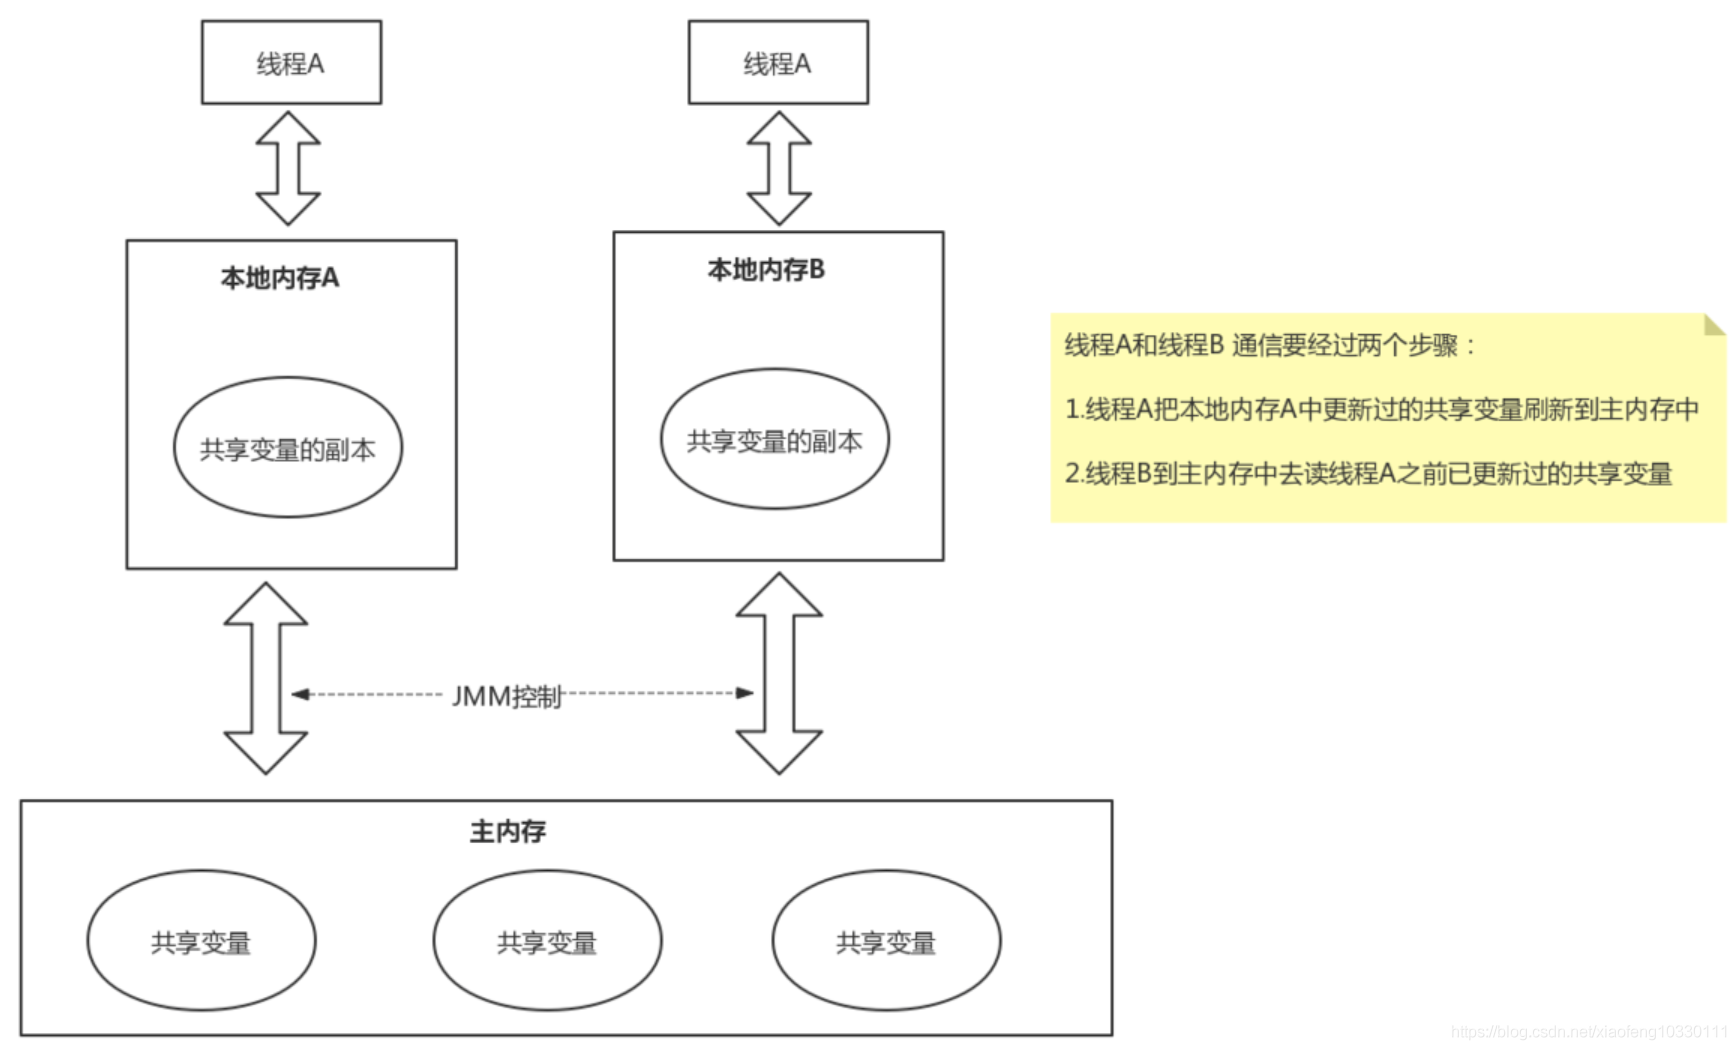 线程A
线程A
本地内存A
本地内存B
共享变量的副本
共享变量的副本
线程A和线程B 通信要经过两个步骤：
1.线程A把本地内存A中更新过的共享变量刷新到主内存中
2.线程B到主内存中去读线程A之前已更新过的共享变量
JMM控制
主内存
共享变量
共享变量
共享变量
https://blog.csdn.net/xiaofeng10330111